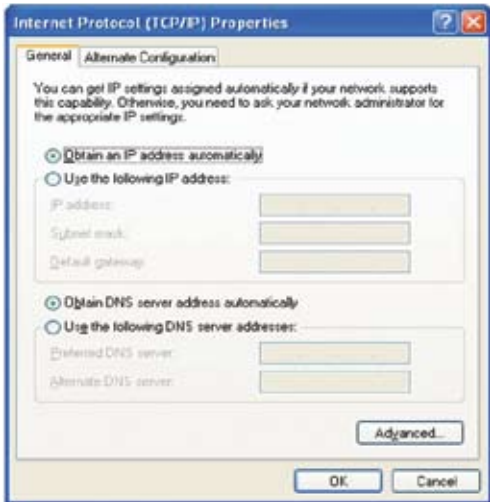 Internet Protocol (TCP/IP) Properties
General
Alternate Configuration
You can get IP settings assigned automatically if your network supports
this capability. Otherwise, you need to ask your network administrator for
the appropriate IP settings.
Obtain an IP address automatically
Use the following IP address:
IP address:
Subnet mask:
Default gateway:
Obtain DNS server address automatically
Use the following DNS server addresses:
Preferred DNS server:
Alternate DNS server:
Advanced...
OK
Cancel